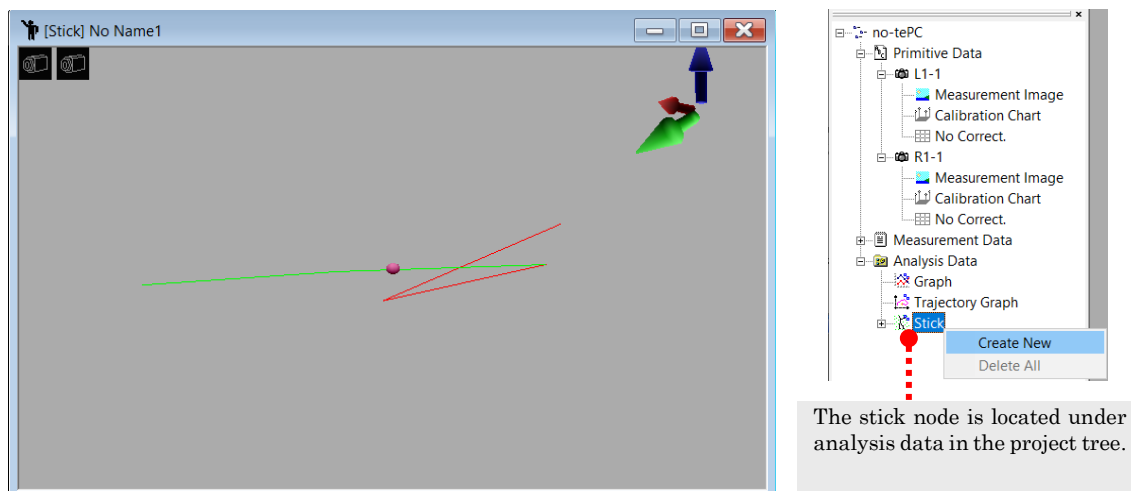 [Stick] No Name1
no-tePC
Primitive Data
L1-1
Measurement Image
Calibration Chart
No Correct.
R1-1
Measurement Image
Calibration Chart
No Correct.
Measurement Data
Analysis Data
Graph
Trajectory Graph
Stick
Create New
Delete All
The stick node is located under
analysis data in the project tree.